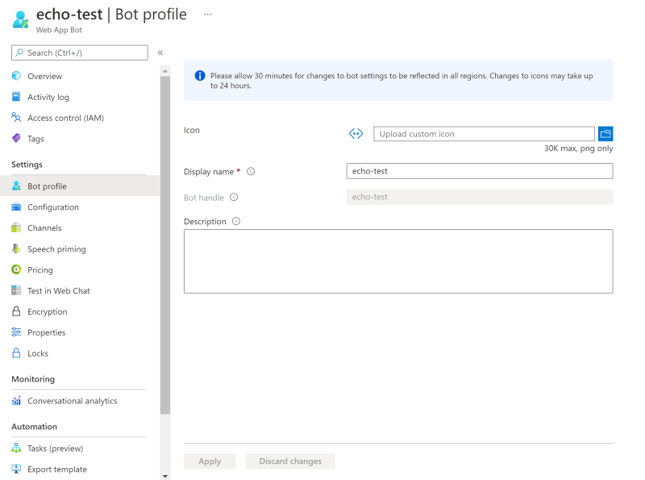 echo-test | Bot profile ...
Web App Bot
Search (Ctrl+/)
«
Overview
Activity log
Access control (IAM)
Tags
Settings
Bot profile
Configuration
Channels
Speech priming
Pricing
Test in Web Chat
Encryption
Properties
Locks
Monitoring
Conversational analytics
Automation
Tasks (preview)
Export template
Please allow 30 minutes for changes to bot settings to be reflected in all regions. Changes to icons may take up
to 24 hours.
Icon
Upload custom icon
30K max, png only
Display name *
echo-test
Bot handle
echo-test
Description
Apply
Discard changes